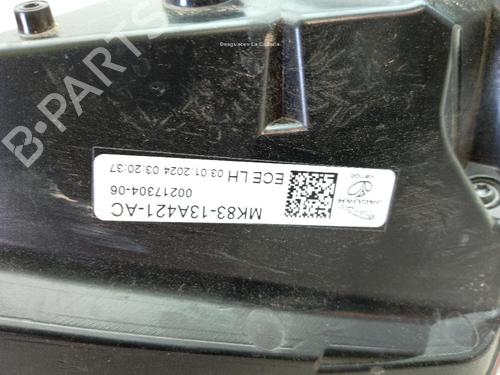 Desguaces La Cabaña
B-PARTS
MK83-13A421-AC
00217304-06
ECE LH 03.01.2024 03:20:37
JAGUAR